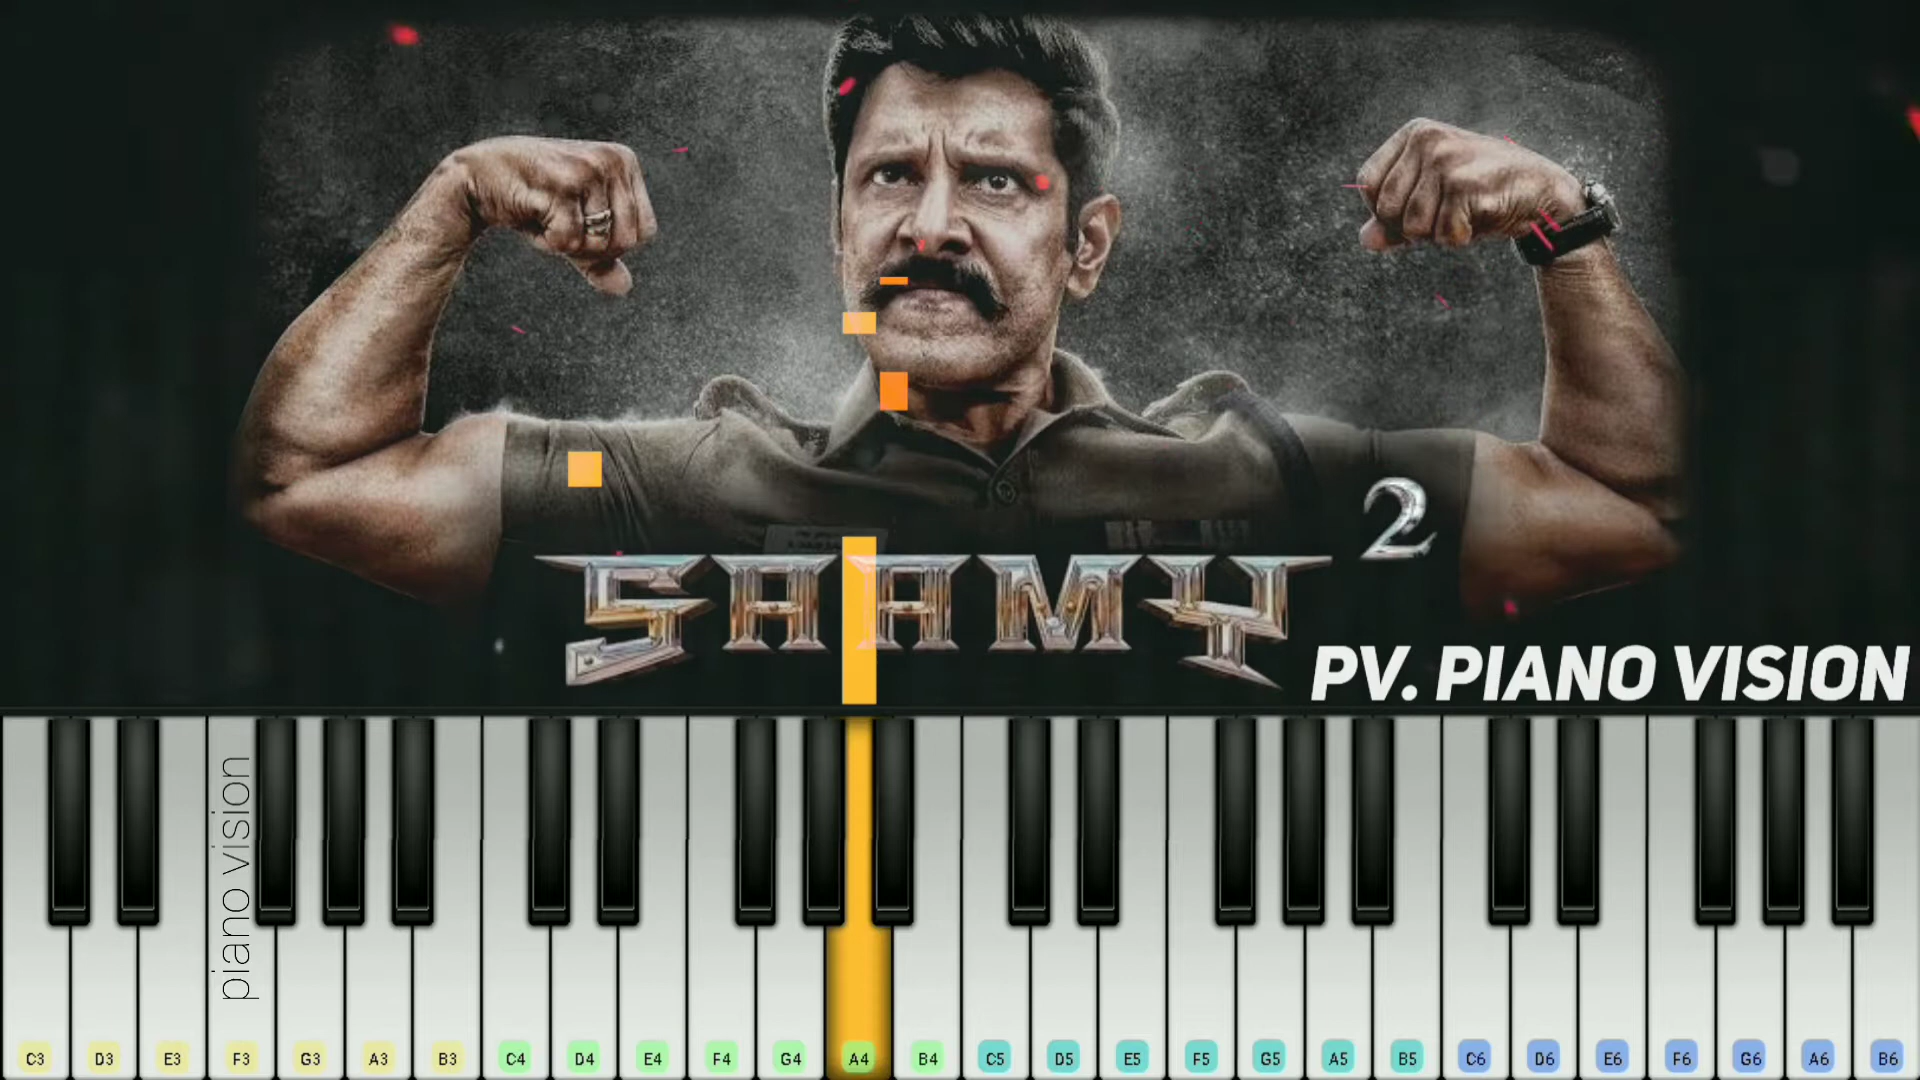 2
SAAMY
PV. PIANO VISION
piano vision
C3 D3 E3 F3 G3 A3 B3 C4 D4 E4 F4 G4 A4 B4 C5 D5 E5 F5 G5 A5 B5 C6 D6 E6 F6 G6 A6 B6